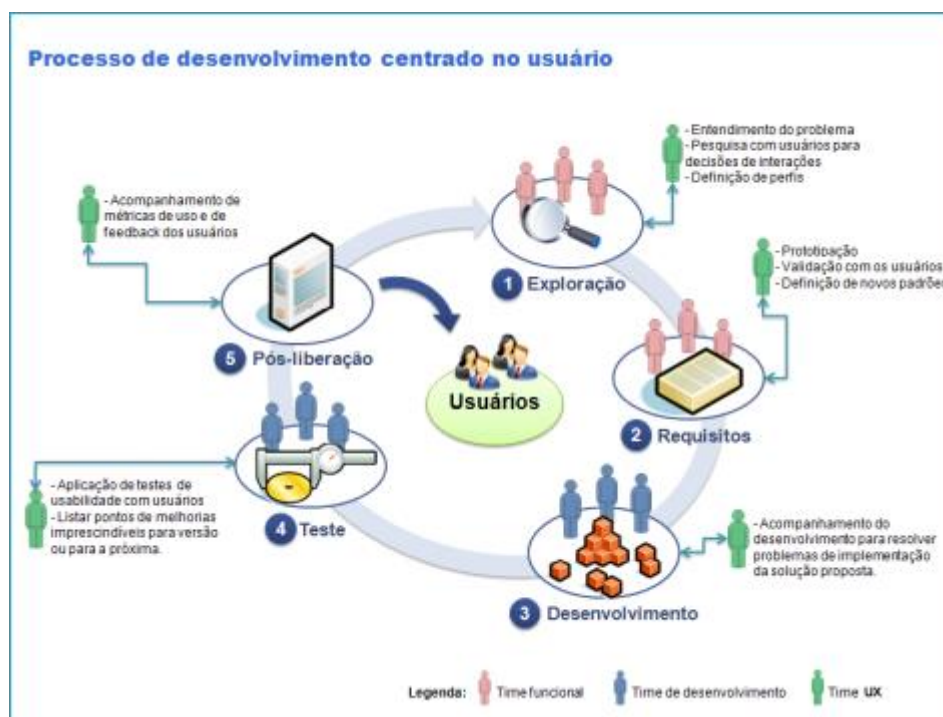 Processo de desenvolvimento centrado no usuário
- Entendimento do problema
- Pesquisa com usuários para
decisões de interações
- Definição de perfis
1 Exploração
- Prototipação
- Validação com os usuários
- Definição de novos padrões
2 Requisitos
- Acompanhamento do
desenvolvimento para resolver
problemas de implementação
da solução proposta.
3 Desenvolvimento
- Aplicação de testes de
usabilidade com usuários
- Listar pontos de melhorias
imprescindíveis para versão
ou para a próxima.
4 Teste
- Acompanhamento de
métricas de uso e de
feedback dos usuários
5 Pós-liberação
Usuários
Legenda: Time funcional Time de desenvolvimento Time UX